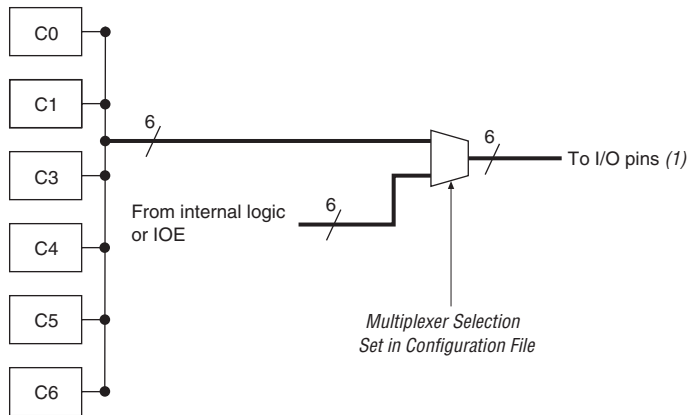 C0
C1
6
6
To I/O pins (1)
C3
From internal logic
or IOE
6
C4
C5
Multiplexer Selection
Set in Configuration File
C6